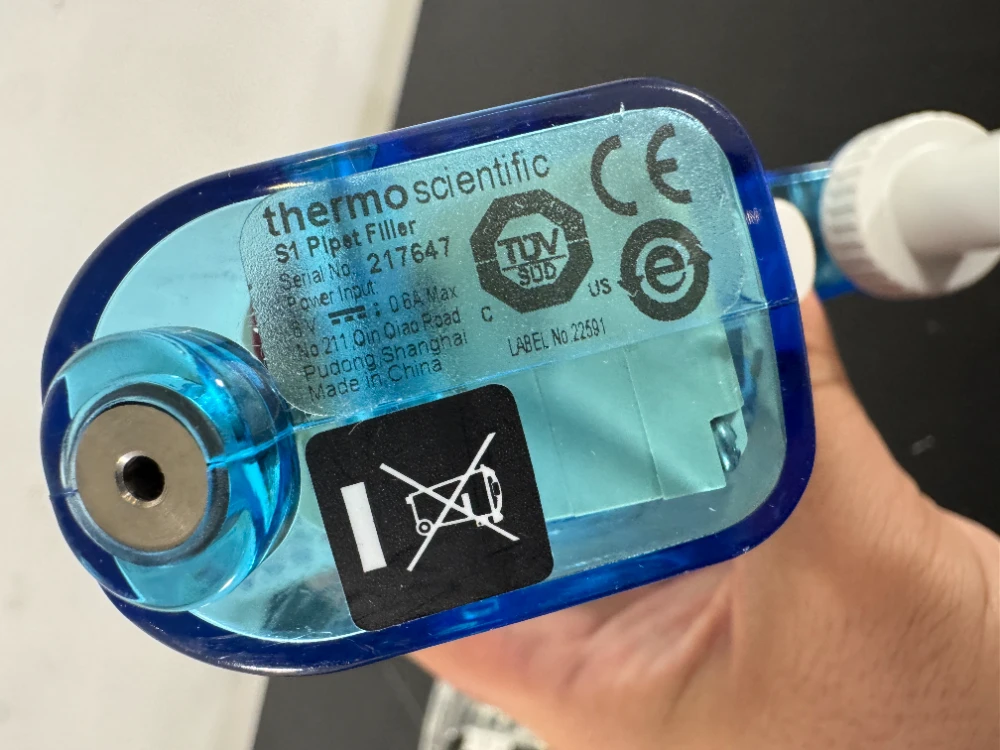 thermo scientific
S1 Pipet Filler
Serial No. 217647
Power Input:
V 0.6A Max
No 211 Qin Qiao Road
Pudong Shanghai
Made in China
CE
TÜV
SÜD
C US
e
LABEL No.22591